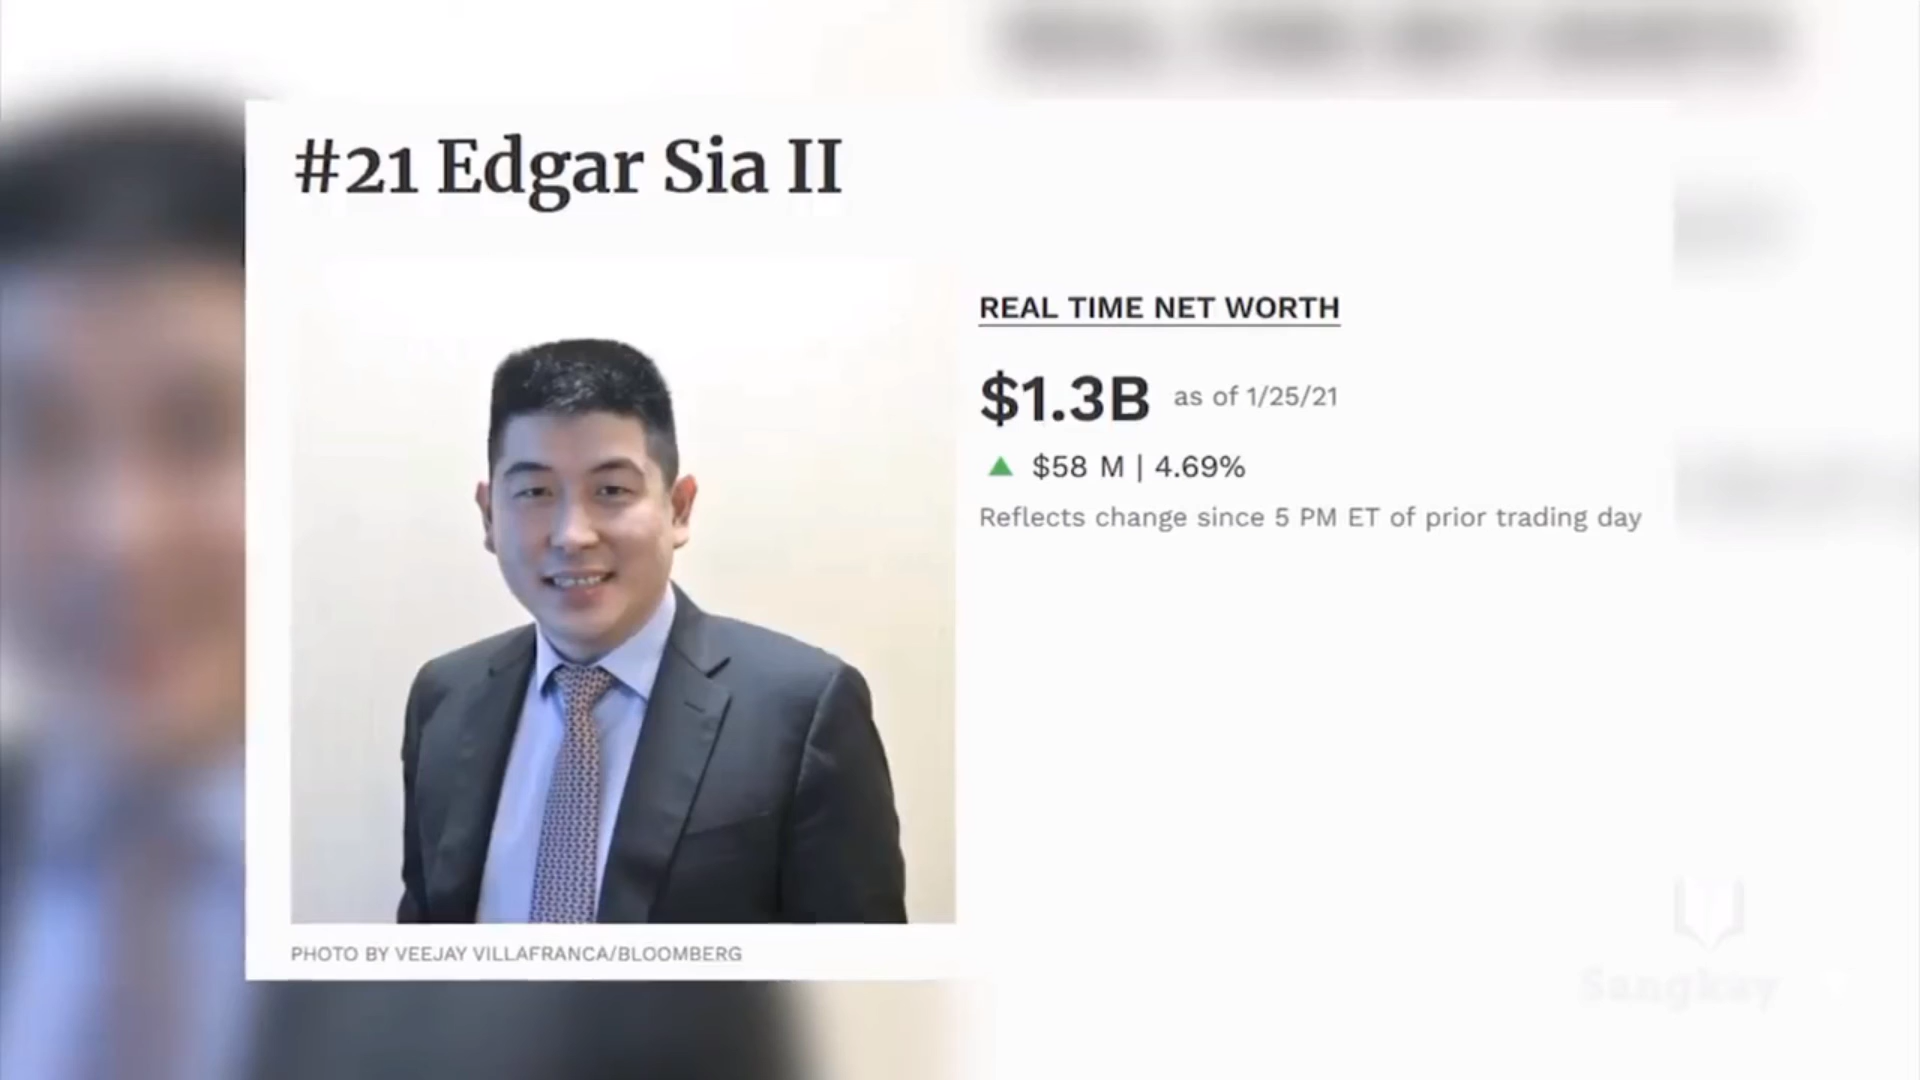 #21 Edgar Sia II
REAL TIME NET WORTH
$1.3B as of 1/25/21
$58 M | 4.69%
Reflects change since 5 PM ET of prior trading day
PHOTO BY VEEJAY VILLAFRANCA/BLOOMBERG
Sangkay